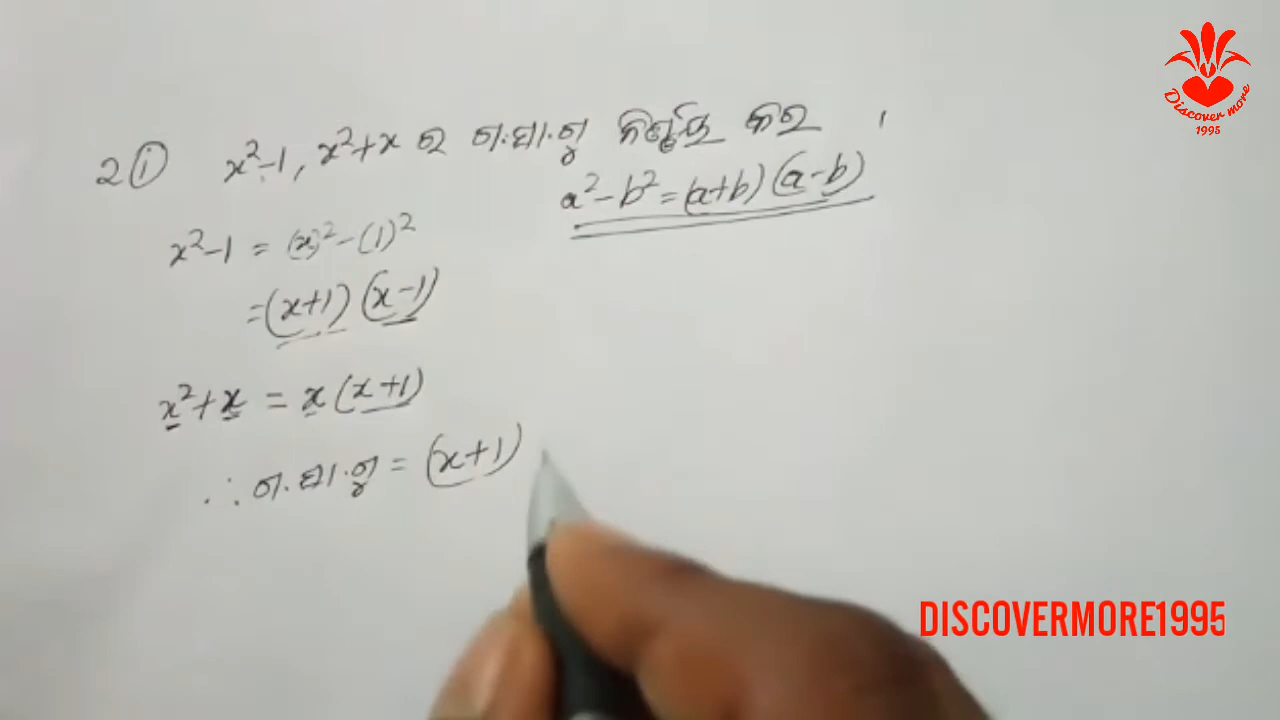 2 ① x²-1, x²+x ର ଗ.ସା.ଗୁ ନିର୍ଣ୍ଣୟ କର ।
a²-b² = (a+b) (a-b)
x²-1 = (x)² - (1)²
= (x+1) (x-1)
x²+x = x (x+1)
∴ ଗ.ସା.ଗୁ = (x+1)
Discover more
1995
DISCOVERMORE1995